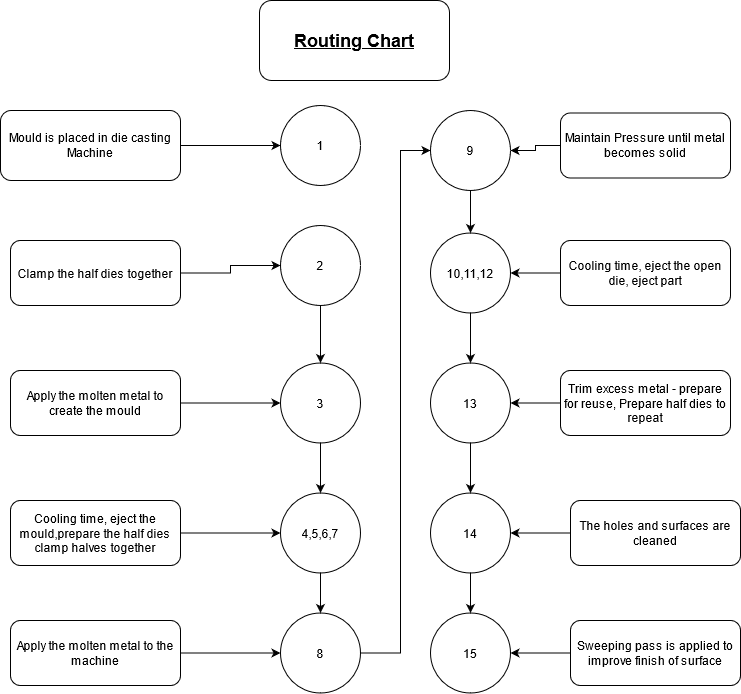 Routing Chart
Mould is placed in die casting
Machine
1
Clamp the half dies together
2
Apply the molten metal to
create the mould
3
Cooling time, eject the
mould,prepare the half dies
clamp halves together
4,5,6,7
Apply the molten metal to the
machine
8
9
Maintain Pressure until metal
becomes solid
10,11,12
Cooling time, eject the open
die, eject part
13
Trim excess metal - prepare
for reuse, Prepare half dies to
repeat
14
The holes and surfaces are
cleaned
15
Sweeping pass is applied to
improve finish of surface